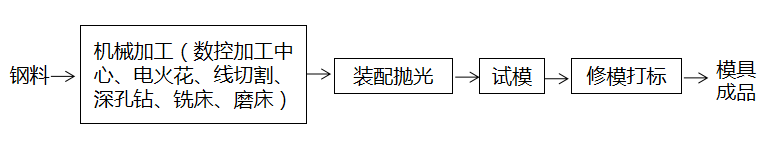 钢料
机械加工（数控加工中
心、电火花、线切割、
深孔钻、铣床、磨床）
装配抛光
试模
修模打标
模具
成品